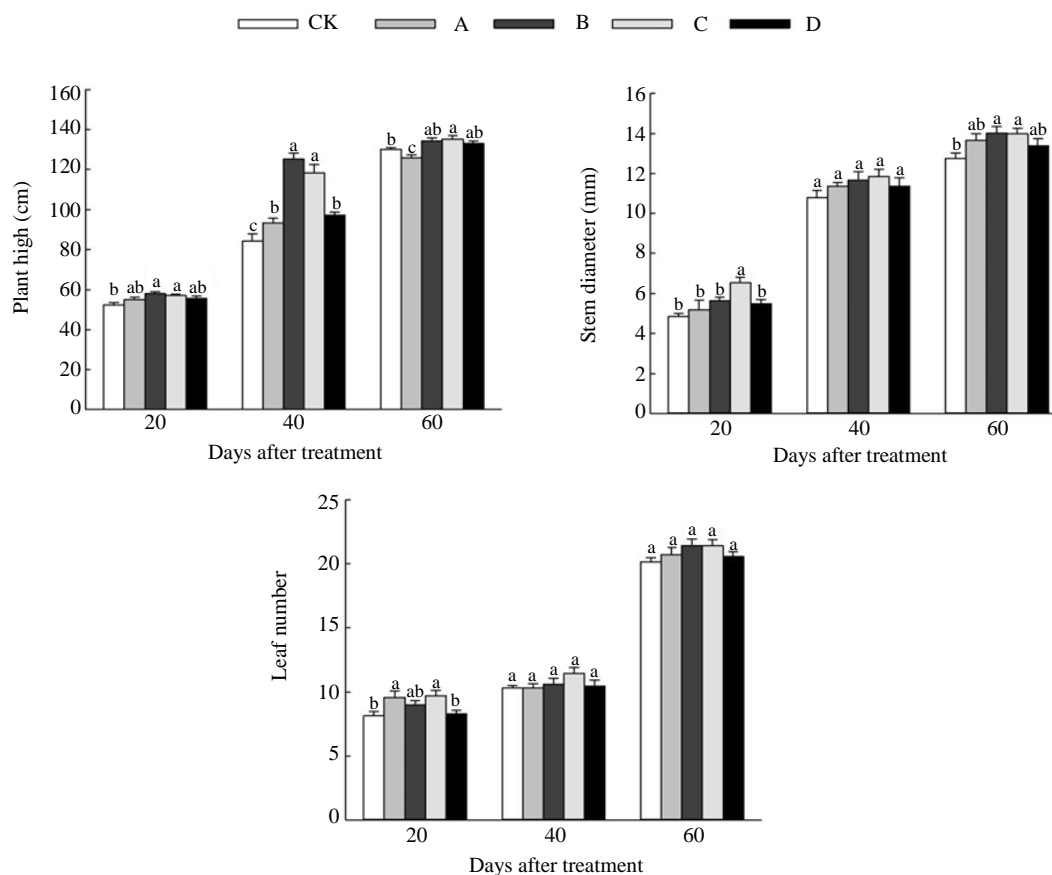 CK A B C D
160
140
120
100
80
60
40
20
0
Plant high (cm)
b ab a a ab
c b a a b
b c ab a ab
20 40 60
Days after treatment
16
14
12
10
8
6
4
2
0
Stem diameter (mm)
b b b a b
a a a a a
b ab a a ab
20 40 60
Days after treatment
25
20
15
10
5
0
Leaf number
b a ab a b
a a a a a
a a a a a
20 40 60
Days after treatment